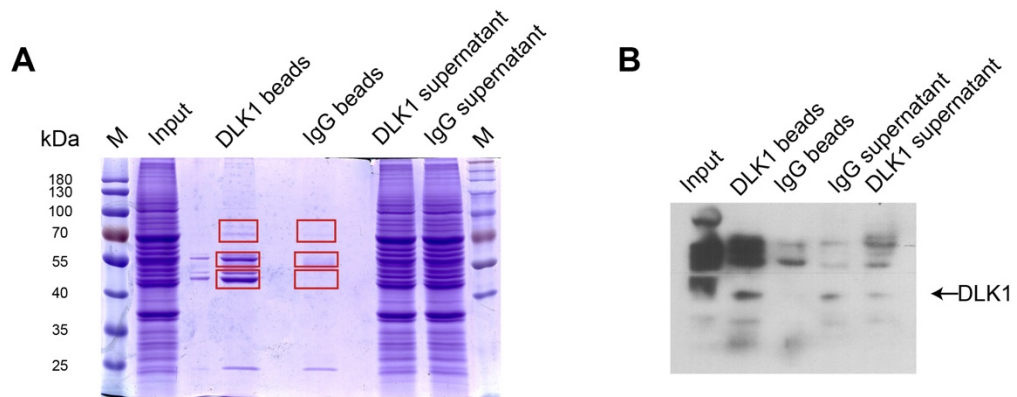 A
kDa
M
Input
DLK1 beads
IgG beads
DLK1 supernatant
IgG supernatant
M
180
130
100
70
55
40
35
25
B
Input
DLK1 beads
IgG beads
IgG supernatant
DLK1 supernatant
←DLK1